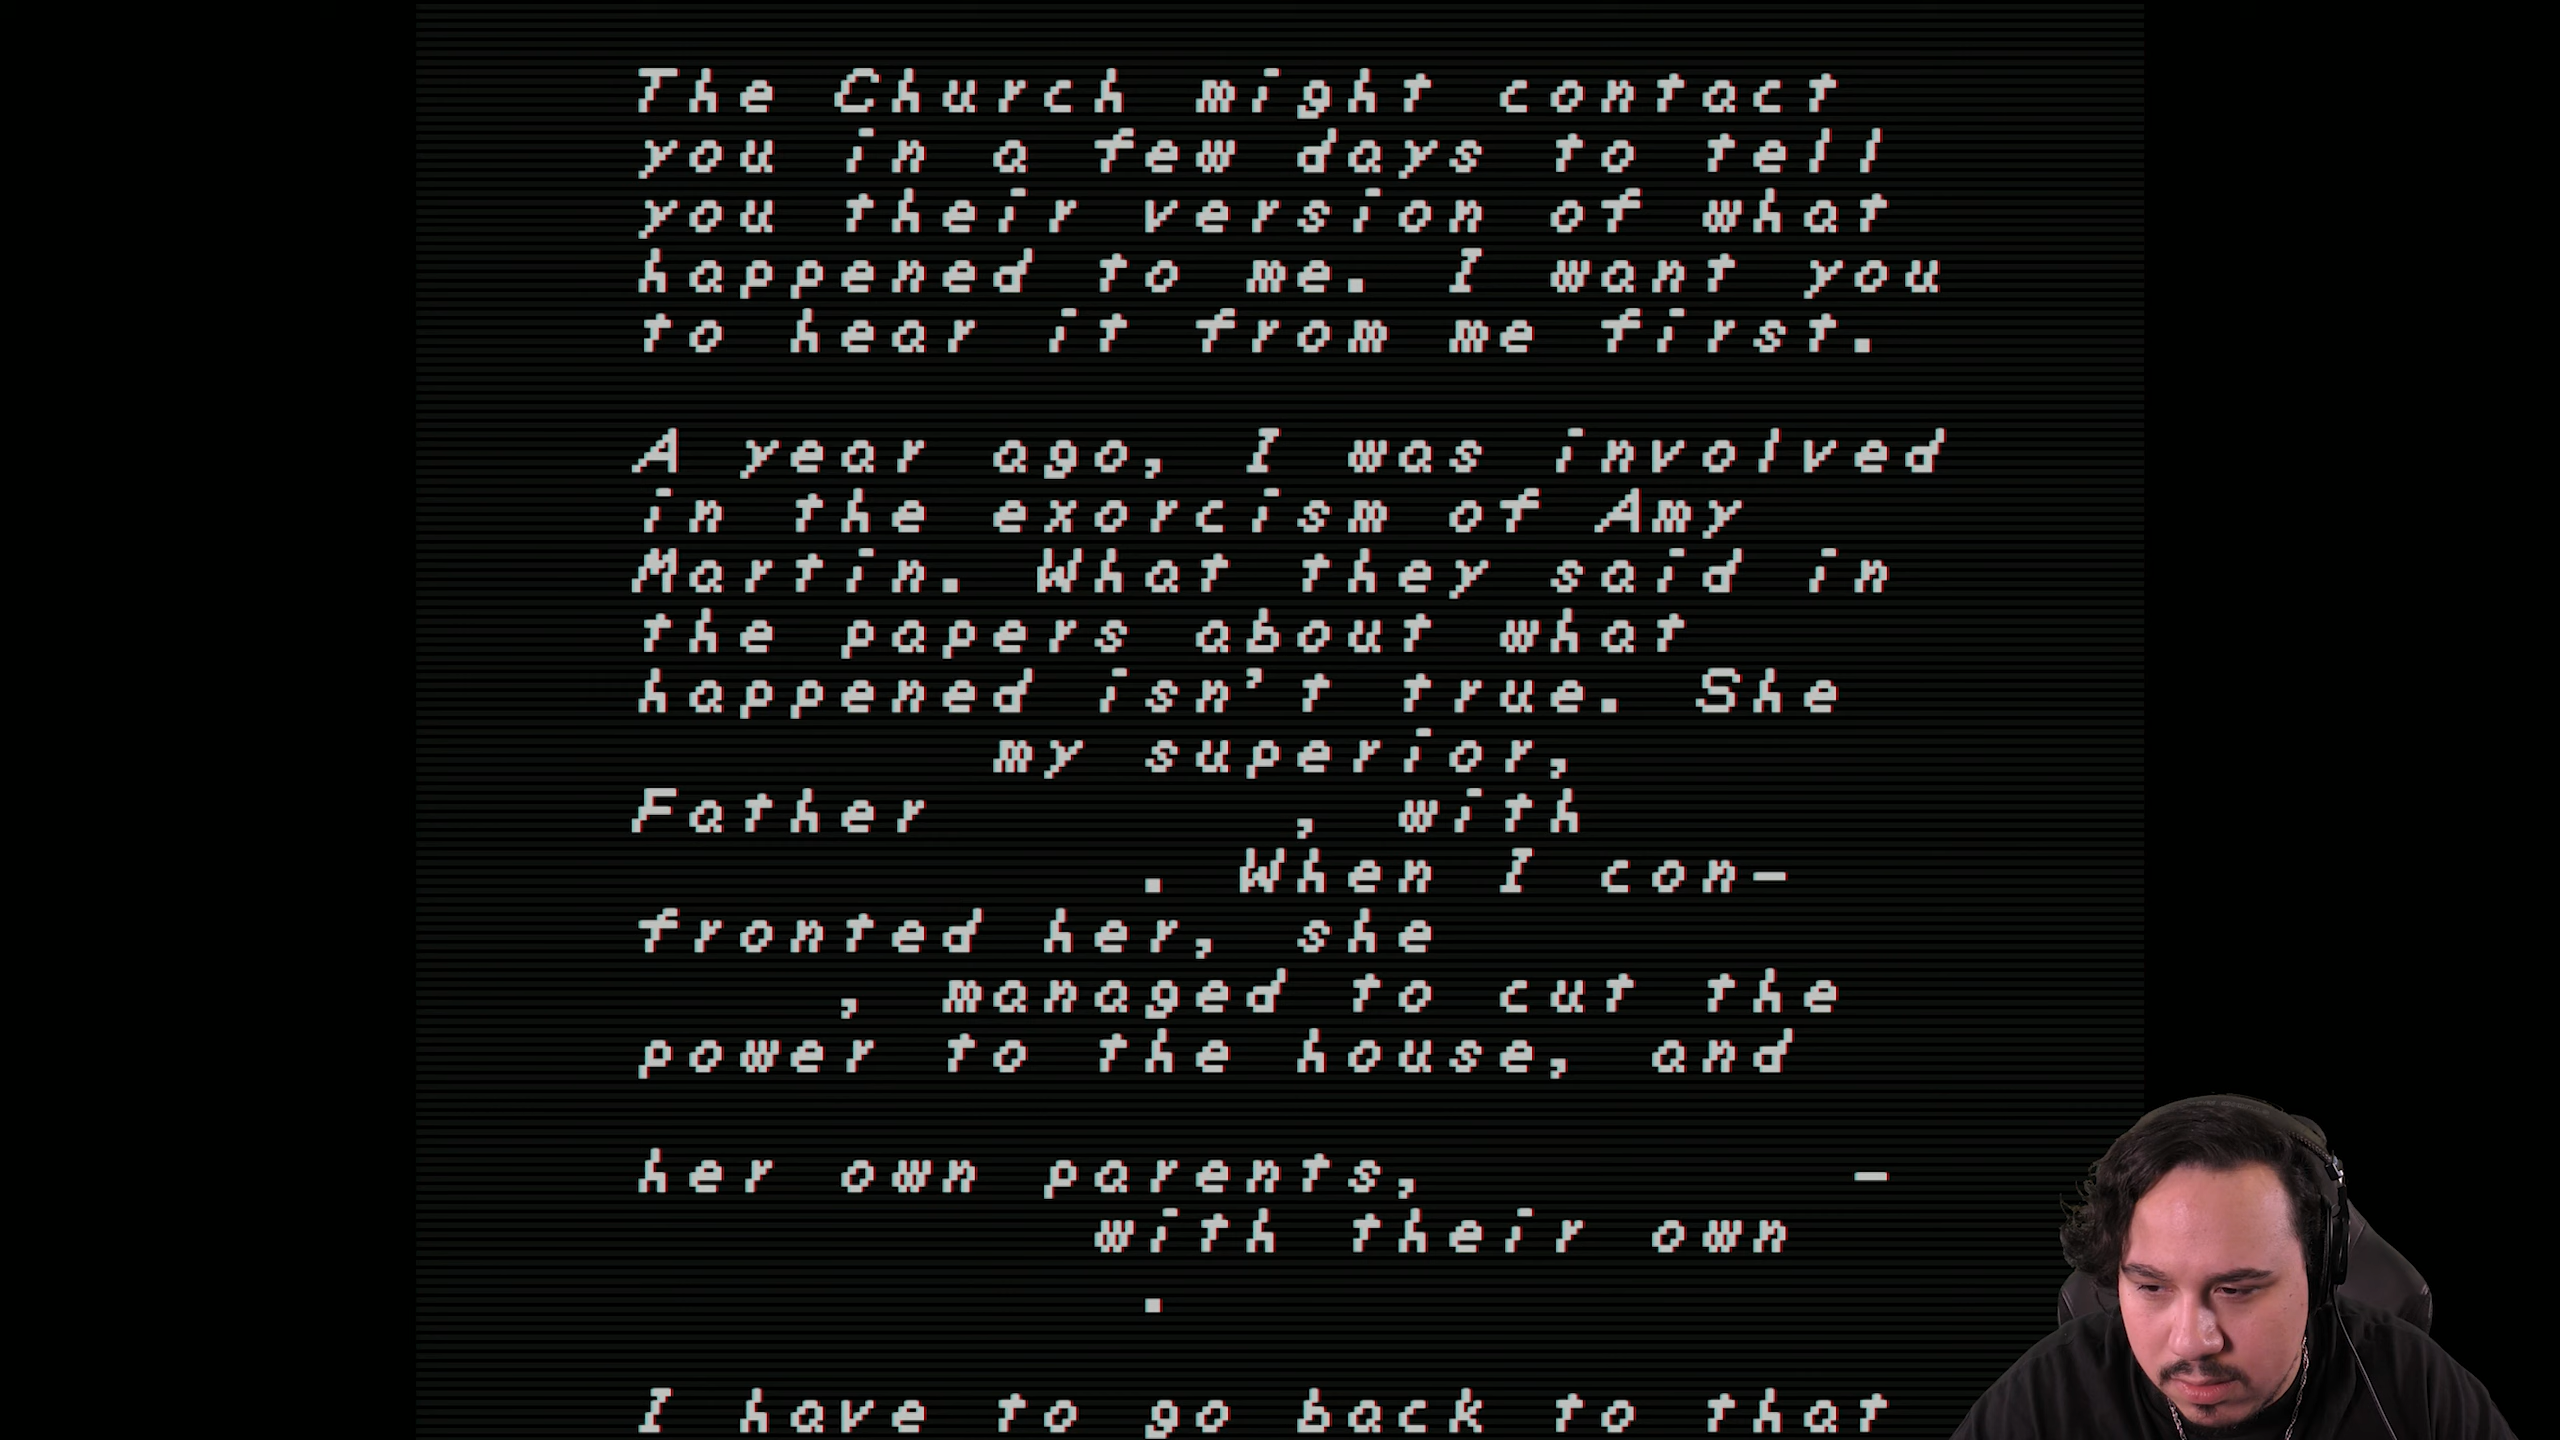 The Church might contact
you in a few days to tell
you their version of what
happened to me. I want you
to hear it from me first.
A year ago, I was involved
in the exorcism of Amy
Martin. What they said in
the papers about what
happened isn't true. She
my superior,
Father , with
. When I con-
fronted her, she
, managed to cut the
power to the house, and
her own parents, -
with their own
.
I have to go back to that